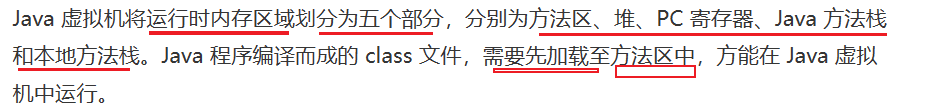 Java 虚拟机将运行时内存区域划分为五个部分，分别为方法区、堆、PC 寄存器、Java 方法栈
和本地方法栈。Java 程序编译而成的 class 文件，需要先加载至方法区中，方能在 Java 虚拟
机中运行。